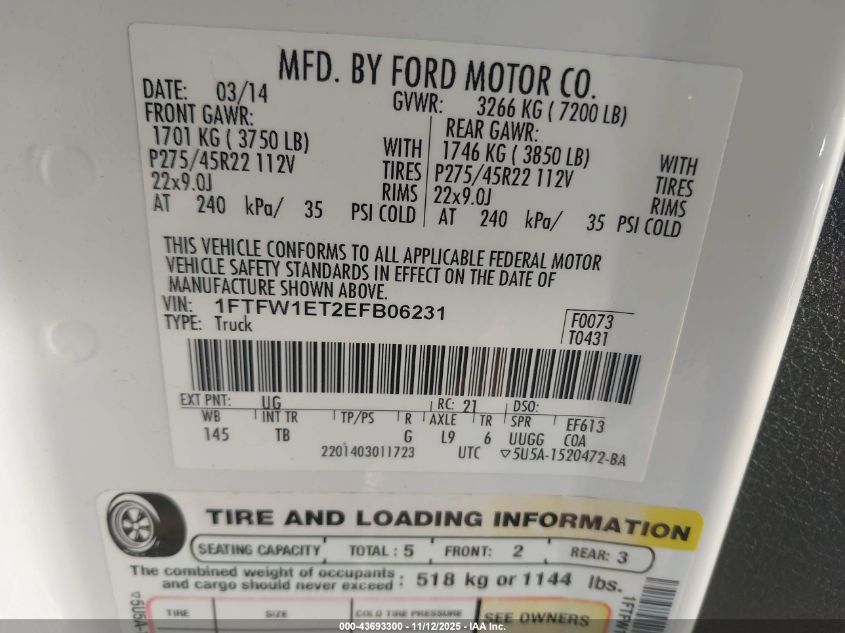 MFD. BY FORD MOTOR CO.
DATE: 03/14 GVWR: 3266 KG ( 7200 LB)
FRONT GAWR: REAR GAWR:
1701 KG ( 3750 LB) WITH 1746 KG ( 3850 LB) WITH
P275/45R22 112V TIRES P275/45R22 112V TIRES
22x9.0J RIMS 22x9.0J RIMS
AT 240 kPa/ 35 PSI COLD AT 240 kPa/ 35 PSI COLD
THIS VEHICLE CONFORMS TO ALL APPLICABLE FEDERAL MOTOR
VEHICLE SAFETY STANDARDS IN EFFECT ON THE DATE OF
MANUFACTURE SHOWN ABOVE.
VIN: 1FTFW1ET2EFB06231 F0073
TYPE: Truck T0431
EXT PNT: UG RC: 21 DSO:
WB INT TR TP/PS R AXLE TR SPR EF613
145 TB G L9 6 UUGG COA
2201403011723 UTC ▽5U5A-1520472-BA
TIRE AND LOADING INFORMATION
SEATING CAPACITY TOTAL : 5 FRONT: 2 REAR: 3
The combined weight of occupants and cargo should never exceed : 518 kg or 1144 lbs.
TIRE SIZE COLD TIRE PRESSURE SEE OWNERS
000-43693300 - 11/12/2025 - IAA, Inc.